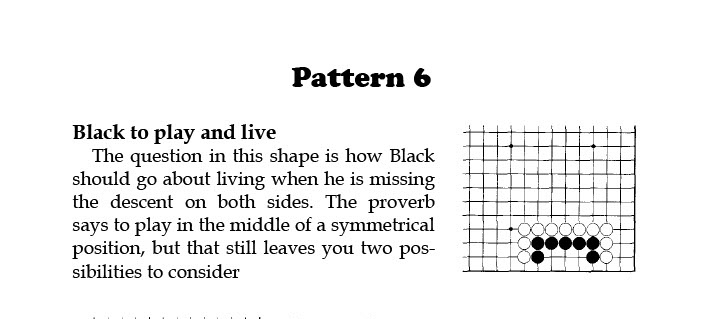 Pattern 6
Black to play and live
The question in this shape is how Black
should go about living when he is missing
the descent on both sides. The proverb
says to play in the middle of a symmetrical
position, but that still leaves you two pos-
sibilities to consider